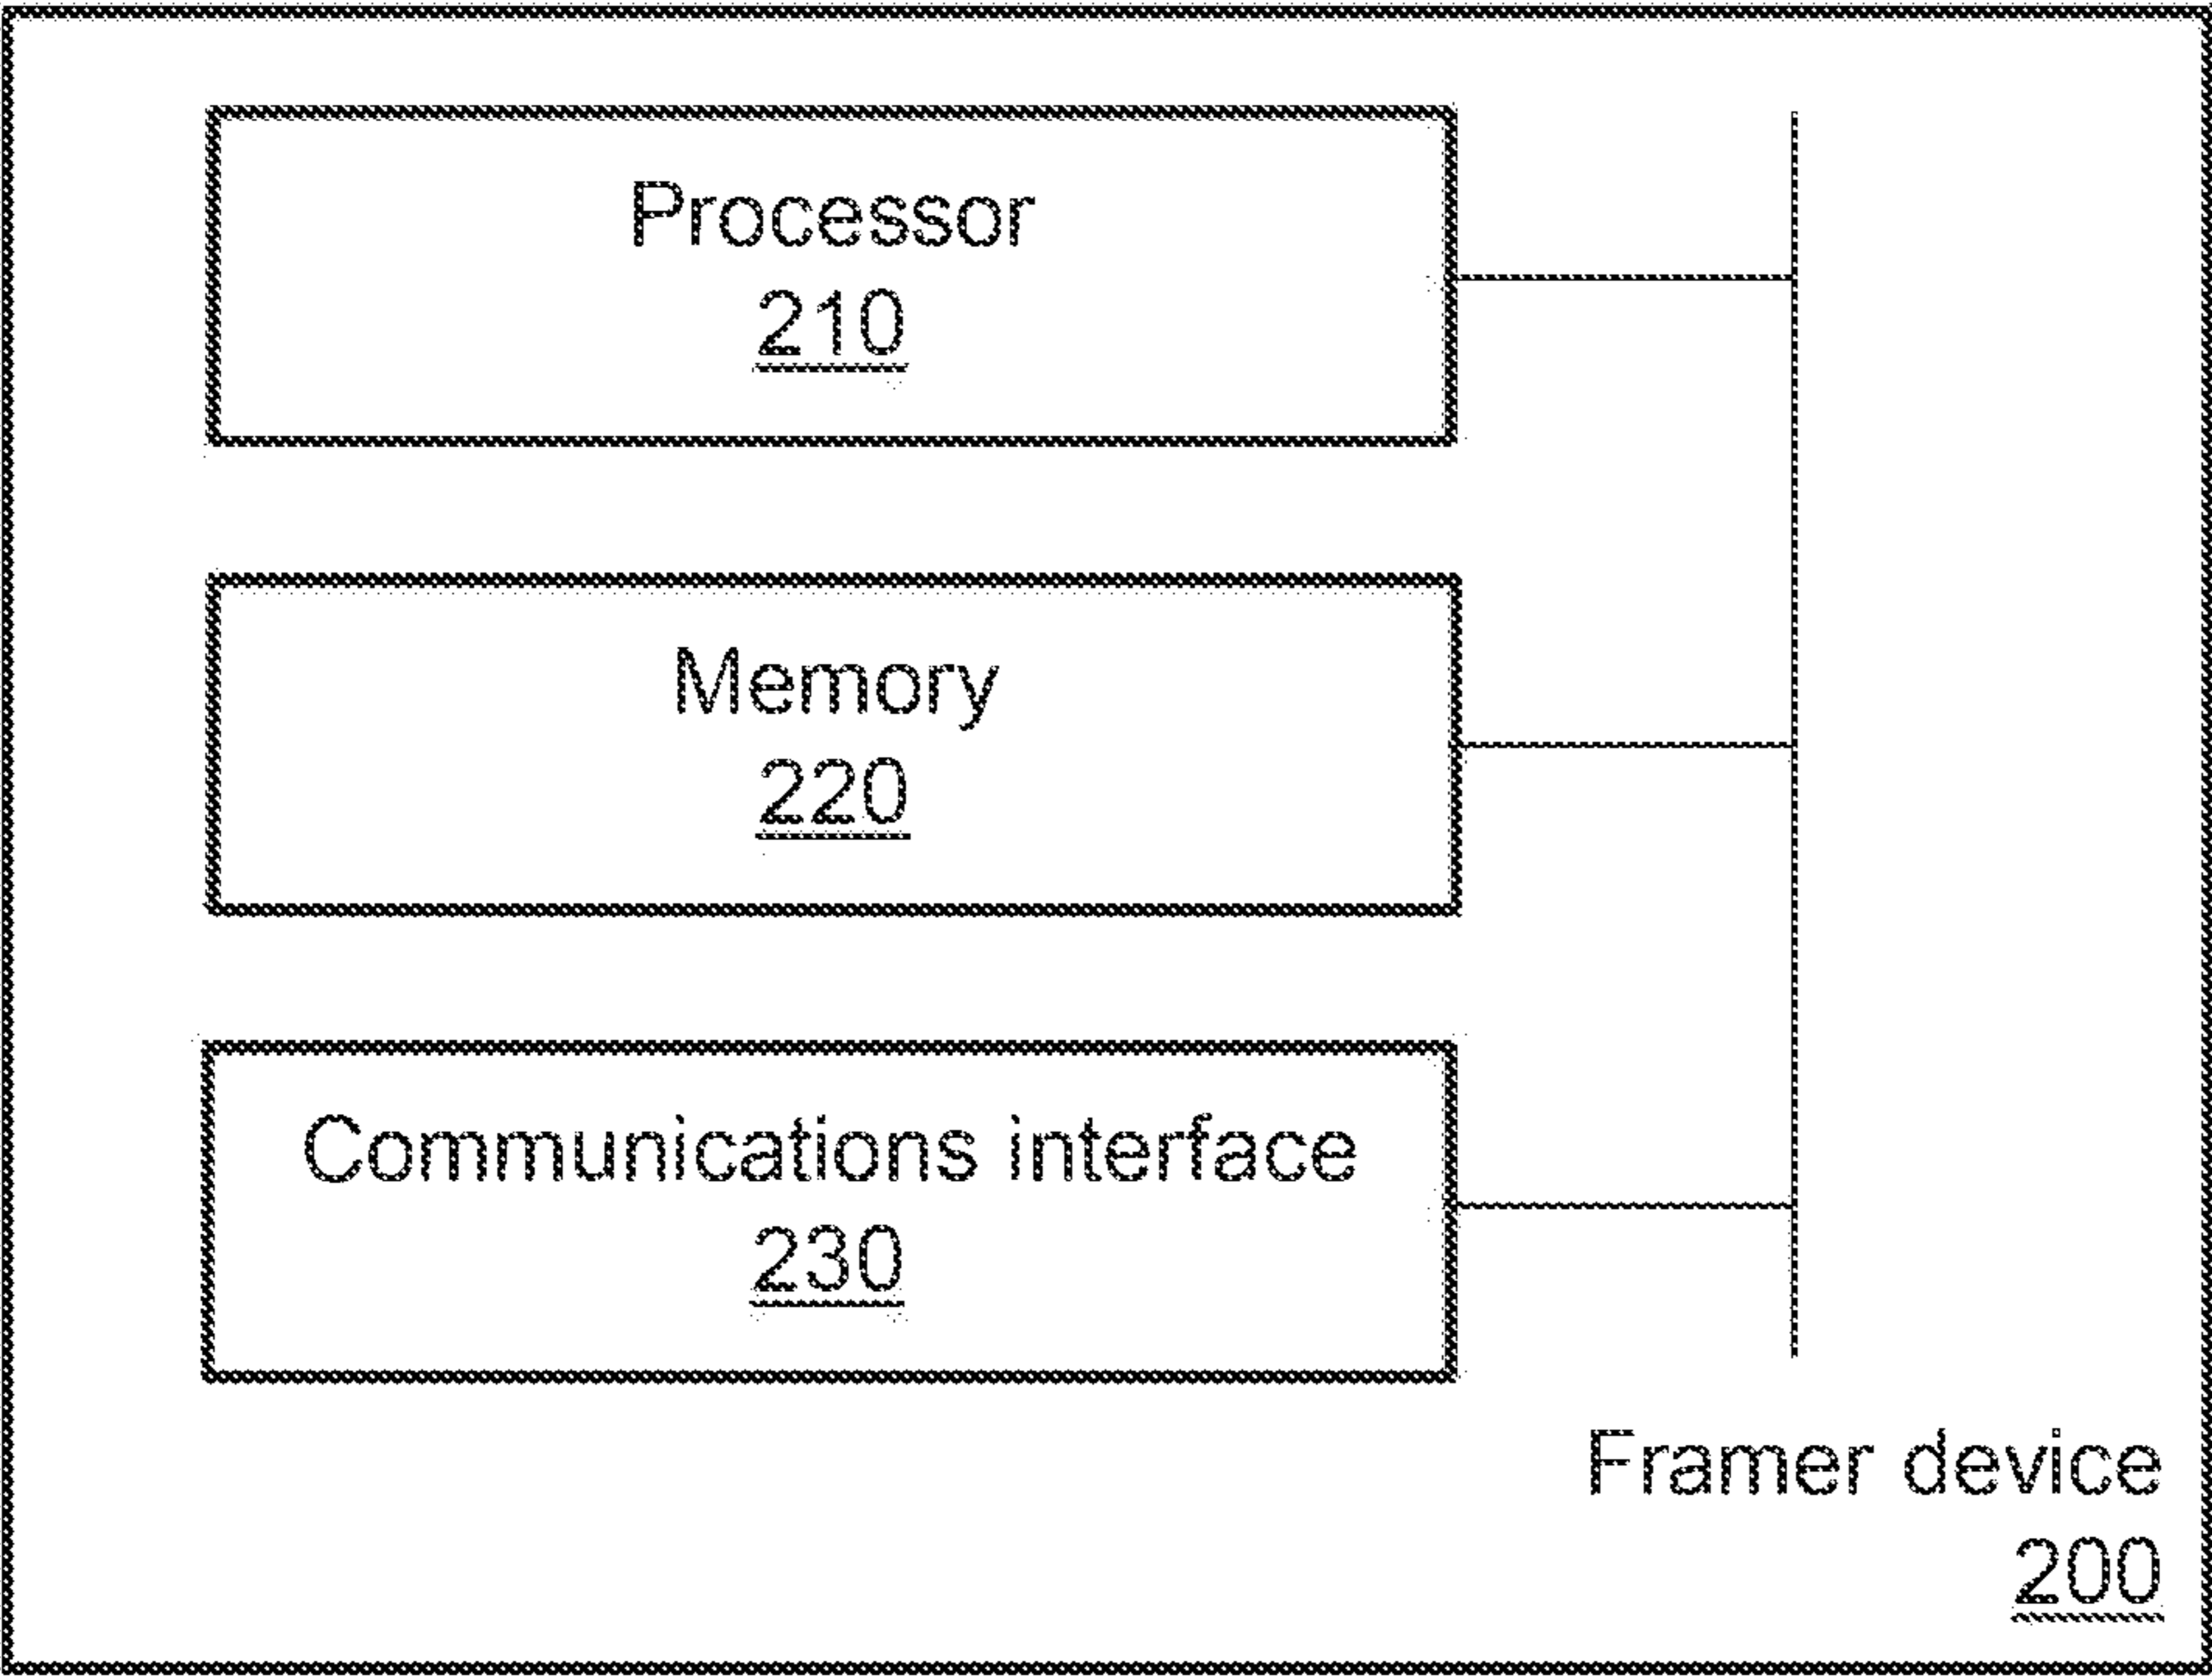 Processor
210
Memory
220
Communications interface
230
Framer device
200